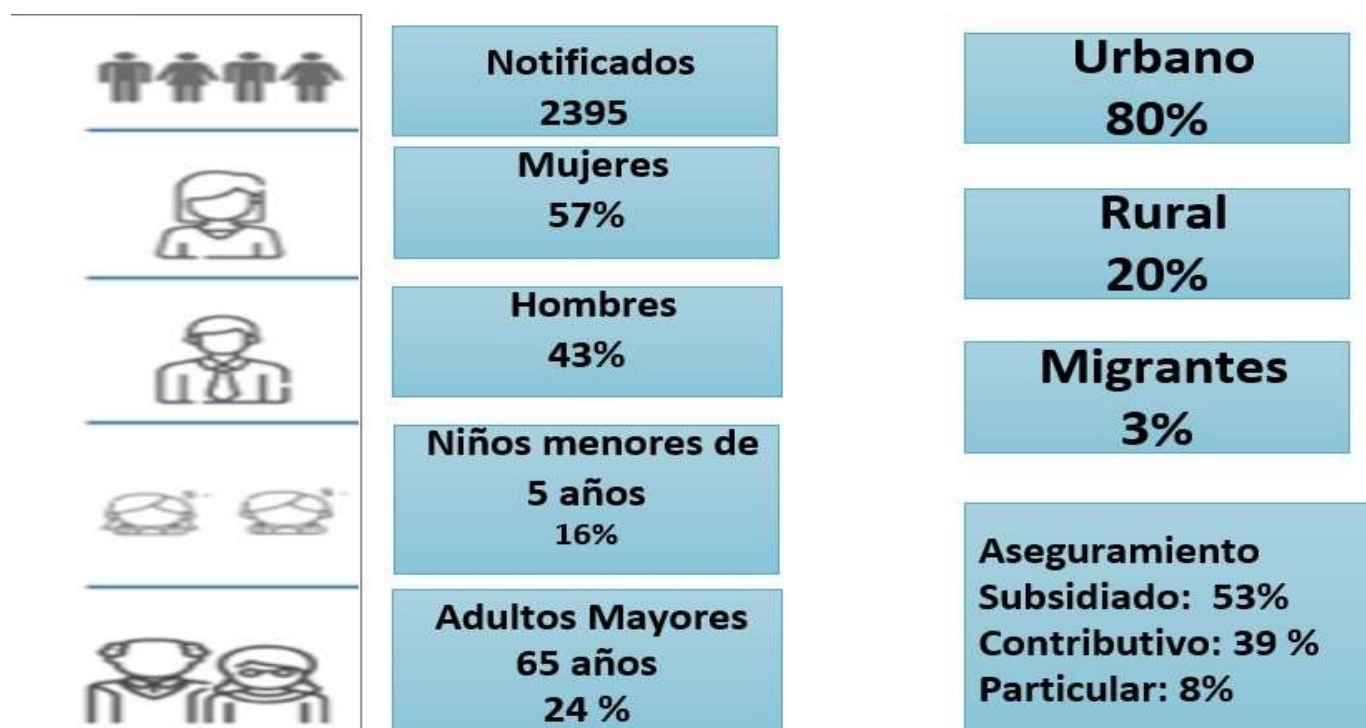 Notificados
2395
Mujeres
57%
Hombres
43%
Niños menores de
5 años
16%
Adultos Mayores
65 años
24 %
Urbano
80%
Rural
20%
Migrantes
3%
Aseguramiento
Subsidiado: 53%
Contributivo: 39 %
Particular: 8%